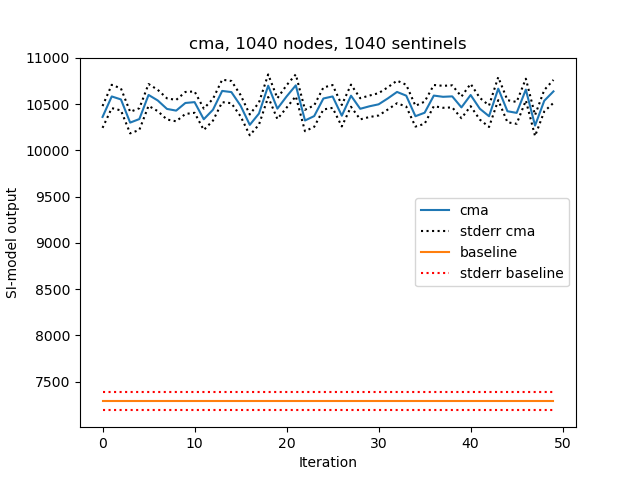 cma, 1040 nodes, 1040 sentinels
11000
10500
10000
9500
9000
8500
8000
7500
SI-model output
cma
stderr cma
baseline
stderr baseline
0
10
20
30
40
50
Iteration